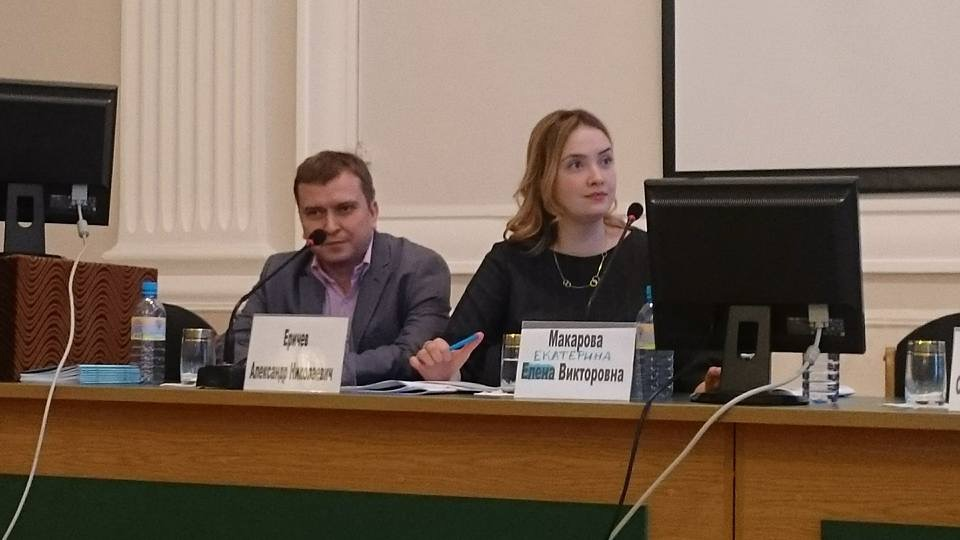 Еричев
Александр Николаевич
Макарова
ЕКАТЕРИНА
Елена Викторовна